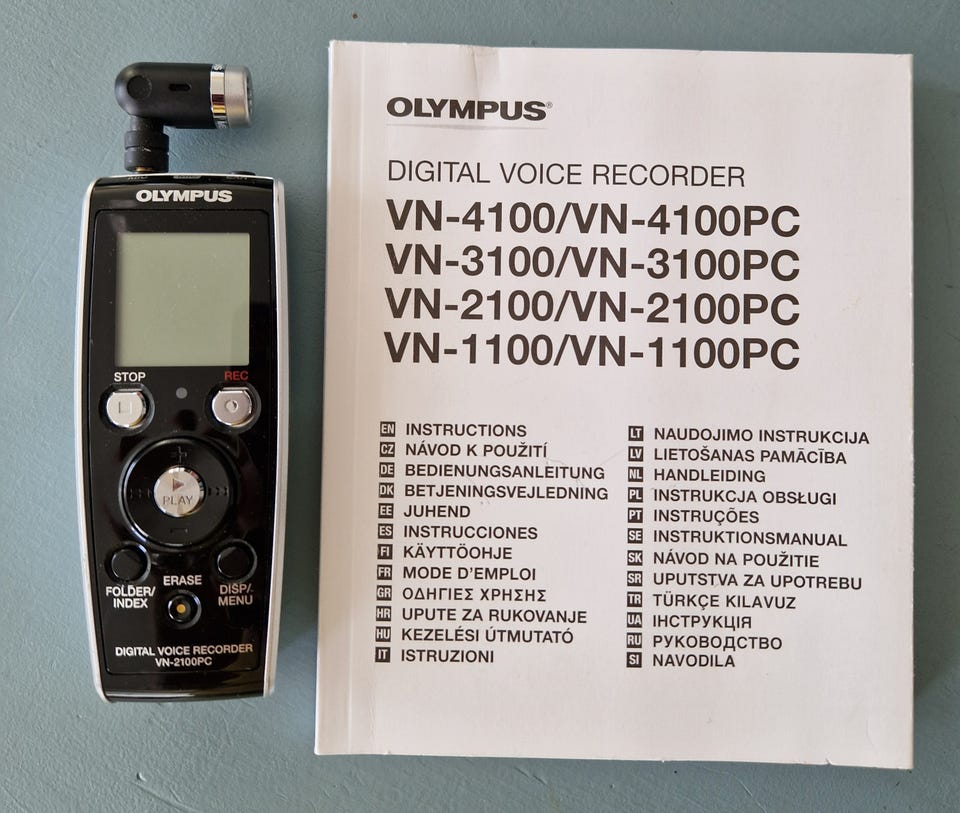 OLYMPUS
STOP
REC
PLAY
FOLDER/
INDEX
ERASE
DISP/
MENU
DIGITAL VOICE RECORDER
VN-2100PC
OLYMPUS®
DIGITAL VOICE RECORDER
VN-4100/VN-4100PC
VN-3100/VN-3100PC
VN-2100/VN-2100PC
VN-1100/VN-1100PC
EN INSTRUCTIONS
CZ NÁVOD K POUŽITÍ
DE BEDIENUNGSANLEITUNG
DK BETJENINGSVEJLEDNING
EE JUHEND
ES INSTRUCCIONES
FI KÄYTTÖOHJE
FR MODE D'EMPLOI
GR ΟΔΗΓΙΕΣ ΧΡΗΣΗΣ
HR UPUTE ZA RUKOVANJE
HU KEZELÉSI ÚTMUTATÓ
IT ISTRUZIONI
LT NAUDOJIMO INSTRUKCIJA
LV LIETOŠANAS PAMĀCĪBA
NL HANDLEIDING
PL INSTRUKCJA OBSŁUGI
PT INSTRUÇÕES
SE INSTRUKTIONSMANUAL
SK NÁVOD NA POUŽITIE
SR UPUTSTVA ZA UPOTREBU
TR TÜRKÇE KILAVUZ
UA ІНСТРУКЦІЯ
RU РУКОВОДСТВО
SI NAVODILA